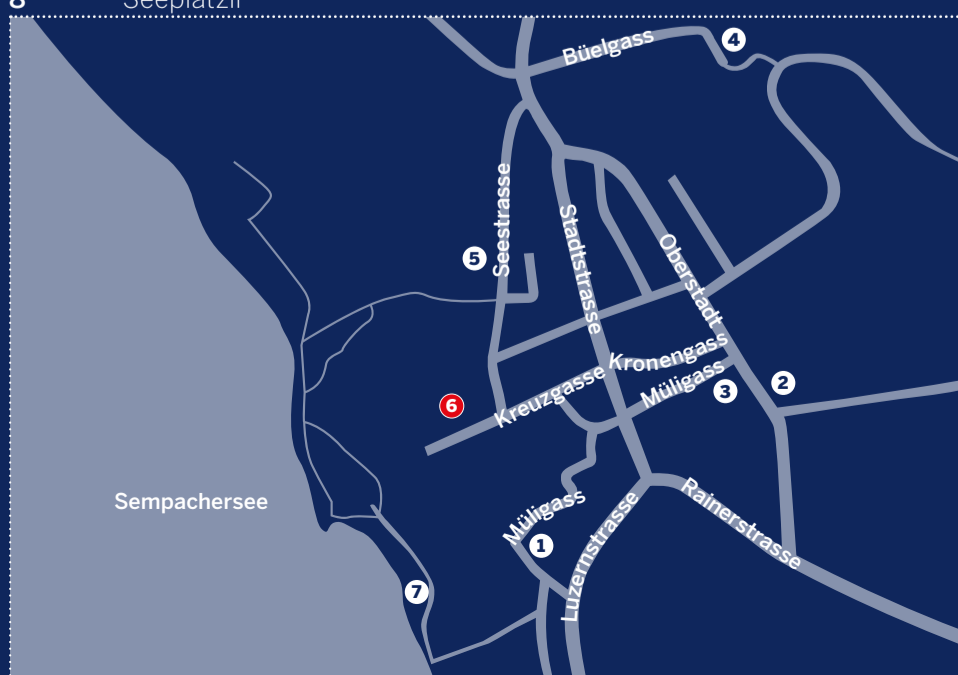 8 Seeplätzli
Büelgass
4
Seestrasse
5
Stadtstrasse
Oberstadt
Kronengass
Kreuzgasse
Müligass
3
2
6
Sempachersee
Müligass
1
Luzernstrasse
Rainerstrasse
7